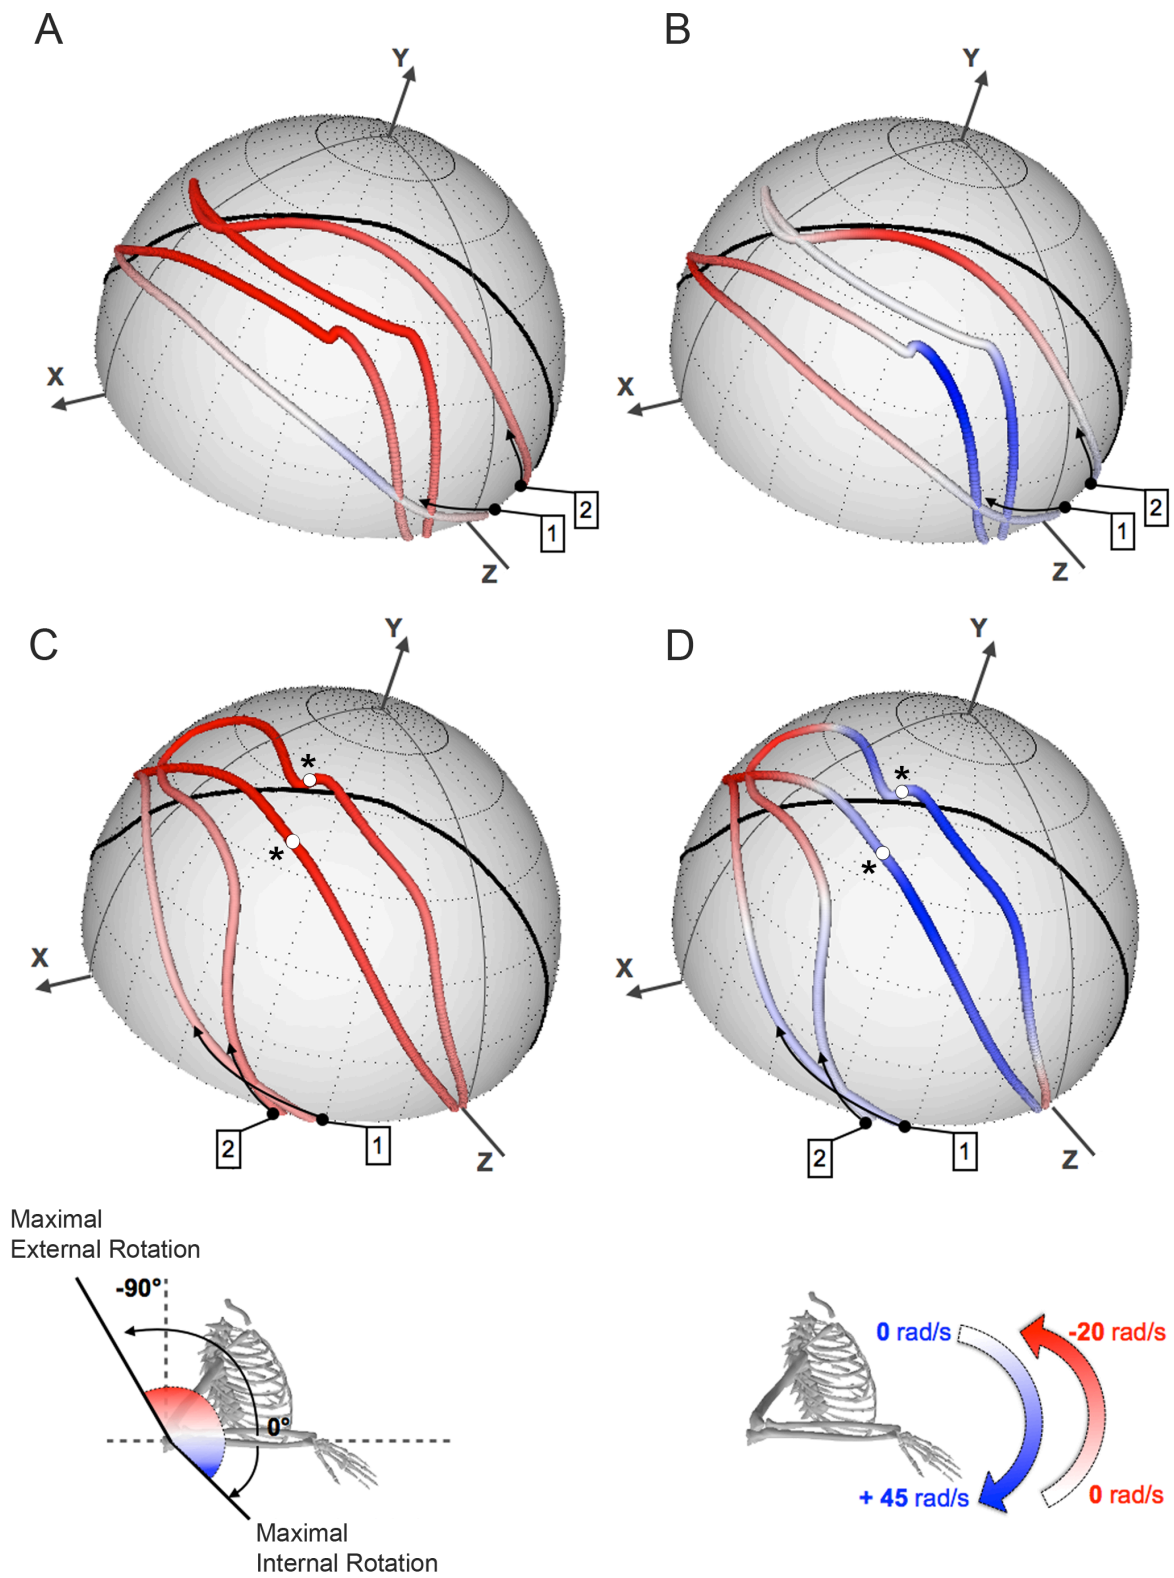 A
B
Y
Y
X
X
2
1
Z
2
1
Z
C
D
Y
Y
*
*
*
*
X
X
2
1
Z
2
1
Z
Maximal
External Rotation
-90°
0°
Maximal
Internal Rotation
0 rad/s
-20 rad/s
+ 45 rad/s
0 rad/s